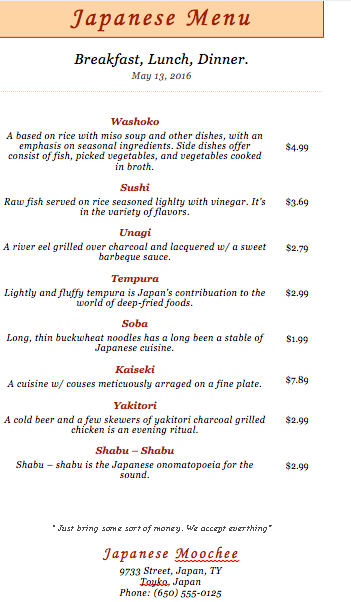 Japanese Menu
Breakfast, Lunch, Dinner.
May 13, 2016
Washoko
A based on rice with miso soup and other dishes, with an
emphasis on seasonal ingredients. Side dishes offer
consist of fish, picked vegetables, and vegetables cooked
in broth.
$4.99
Sushi
Raw fish served on rice seasoned lighlty with vinegar. It's
in the variety of flavors.
$3.69
Unagi
A river eel grilled over charcoal and lacquered w/ a sweet
barbeque sauce.
$2.79
Tempura
Lightly and fluffy tempura is Japan's contribuation to the
world of deep-fried foods.
$2.99
Soba
Long, thin buckwheat noodles has a long been a stable of
Japanese cuisine.
$1.99
Kaiseki
A cuisine w/ couses meticuously arraged on a fine plate.
$7.89
Yakitori
A cold beer and a few skewers of yakitori charcoal grilled
chicken is an evening ritual.
$2.99
Shabu – Shabu
Shabu – shabu is the Japanese onomatopoeia for the
sound.
$2.99
" Just bring some sort of money. We accept everthing"
Japanese Moochee
9733 Street, Japan, TY
Toyko, Japan
Phone: (650) 555-0125